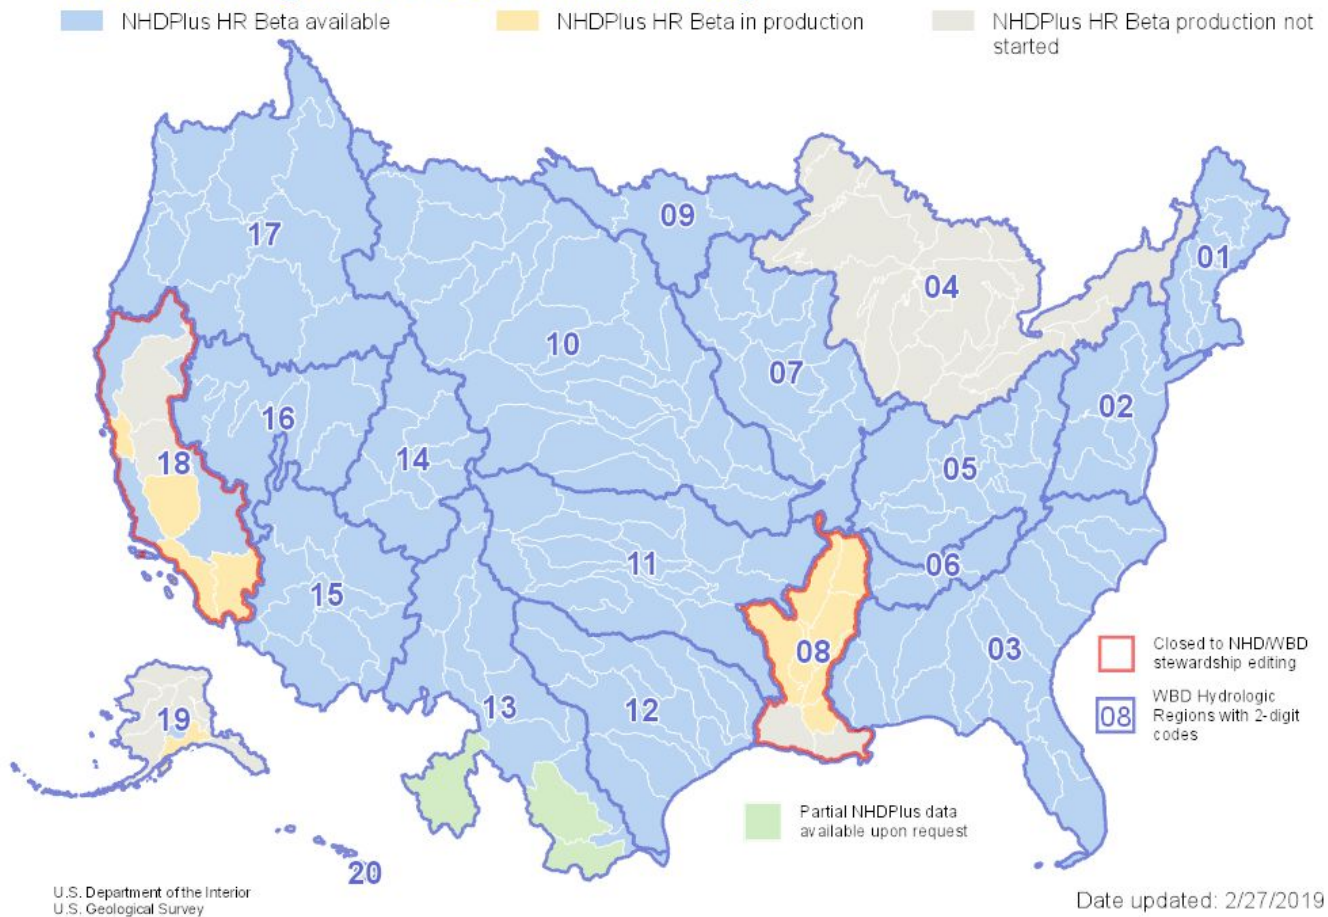 NHDPlus HR Beta available
NHDPlus HR Beta in production
NHDPlus HR Beta production not
started
09
17
01
04
10
07
16
02
14
18
05
11
06
15
08
03
Closed to NHD/WBD
stewardship editing
08
WBD Hydrologic
Regions with 2-digit
codes
13
12
19
Partial NHDPlus data
available upon request
20
U.S. Department of the Interior
U.S. Geological Survey
Date updated: 2/27/2019